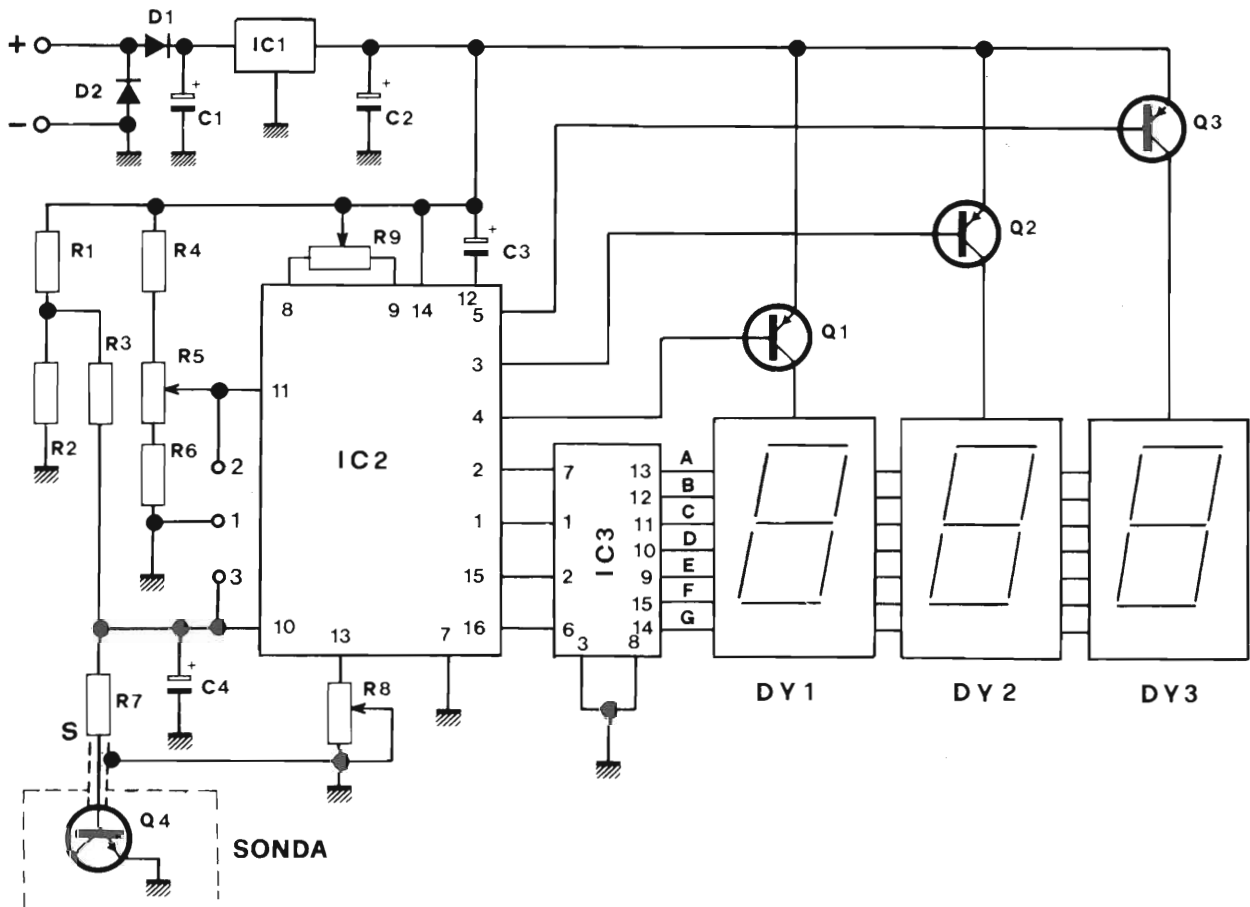 D1
+
IC1
D2
+
C1
+
C2
−
Q3
R1
R4
R9
+
C3
Q2
8
9
14
12
5
Q1
R3
R5
3
11
4
R2
R6
IC2
2
2
7
13
A
B
12
1
1
1
C
11
IC3
D
10
3
15
2
E
9
F
15
10
13
7
16
6
G
14
3
8
R7
+
C4
R8
DY1
DY2
DY3
S
Q4
SONDA